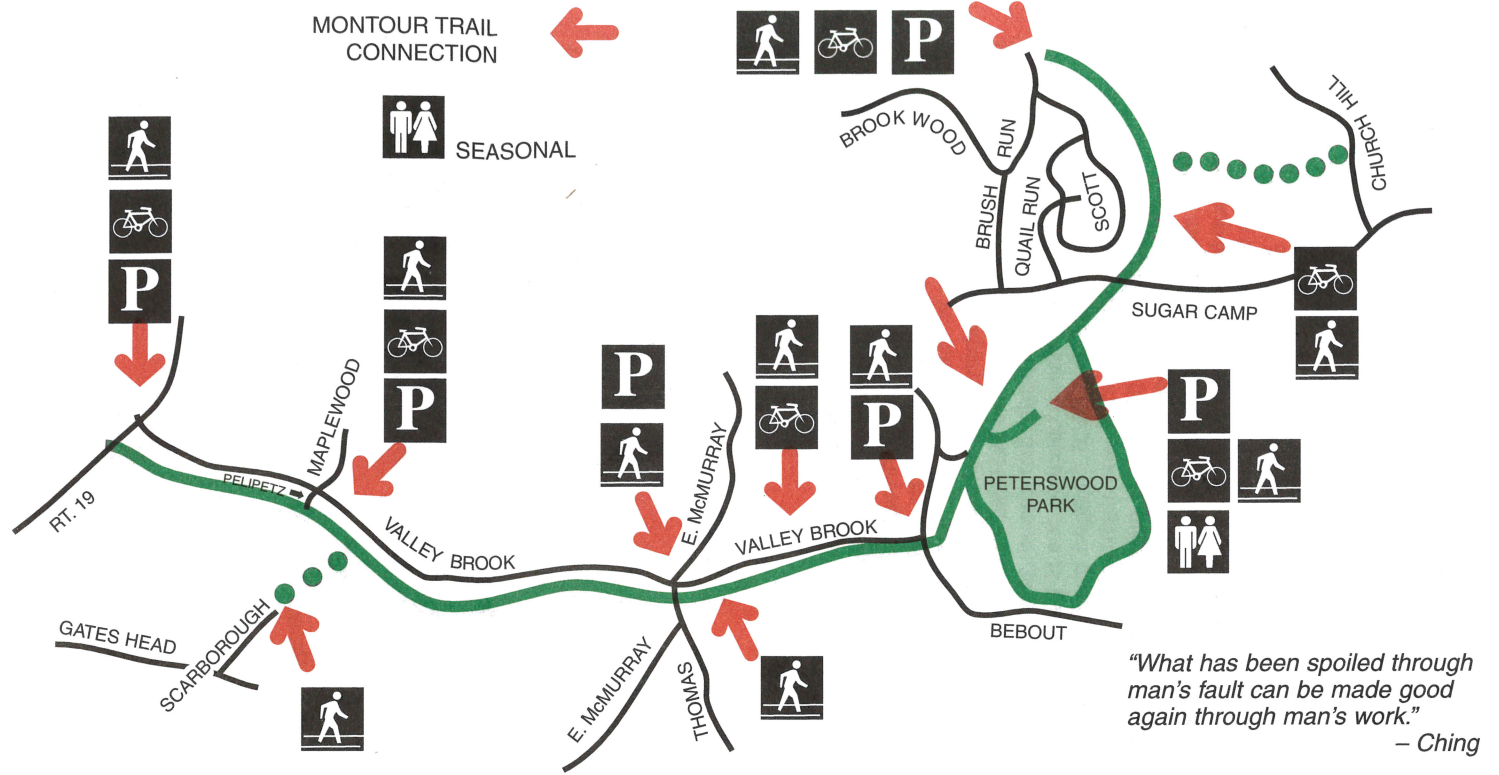 MONTOUR TRAIL
CONNECTION
SEASONAL
P
BROOK WOOD
RUN
BRUSH
QUAIL RUN
SCOTT
CHURCH HILL
SUGAR CAMP
P
P
P
P
P
MAPLEWOOD
PELIPETZ
RT. 19
VALLEY BROOK
E. McMURRAY
VALLEY BROOK
PETERSWOOD
PARK
BEBOUT
GATES HEAD
SCARBOROUGH
E. McMURRAY
THOMAS
“What has been spoiled through
man’s fault can be made good
again through man’s work.”
– Ching